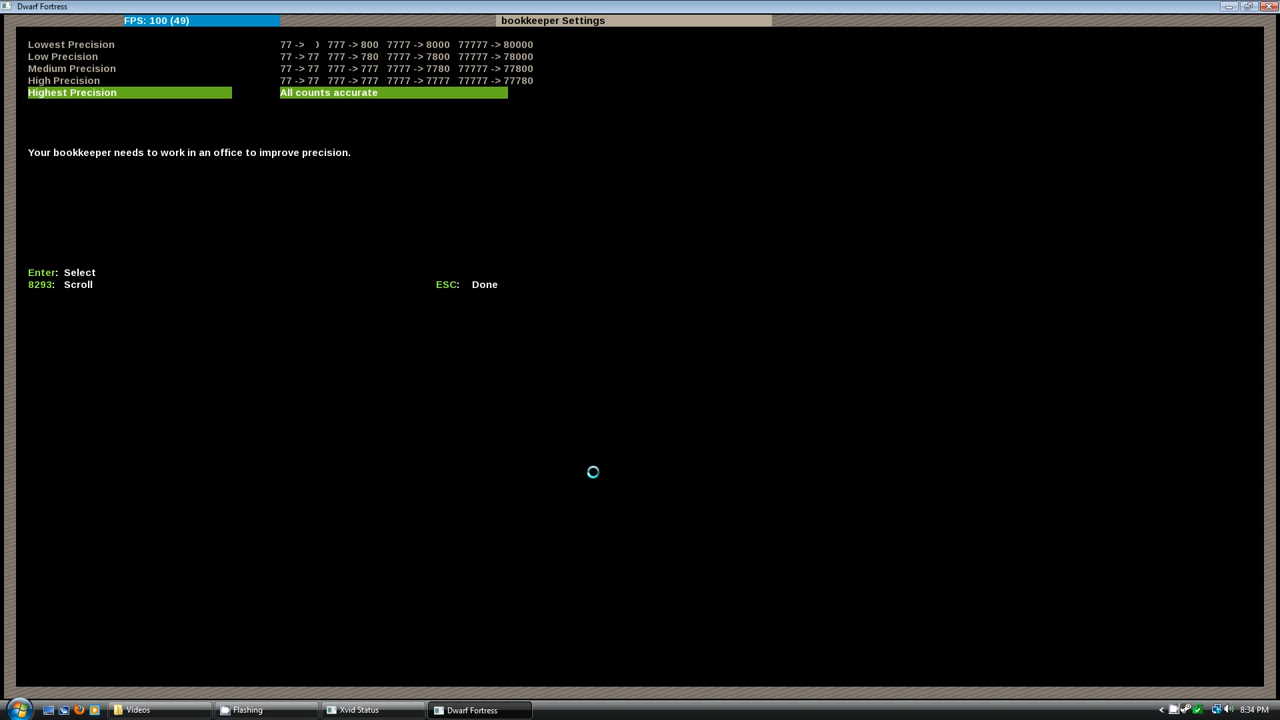 Dwarf Fortress
FPS: 100 (49)
bookkeeper Settings
Lowest Precision 77 -> ) 777 -> 800 7777 -> 8000 77777 -> 80000
Low Precision 77 -> 77 777 -> 780 7777 -> 7800 77777 -> 78000
Medium Precision 77 -> 77 777 -> 777 7777 -> 7780 77777 -> 77800
High Precision 77 -> 77 777 -> 777 7777 -> 7777 77777 -> 77780
Highest Precision All counts accurate
Your bookkeeper needs to work in an office to improve precision.
Enter: Select
8293: Scroll ESC: Done
Videos Flashing Xvid Status Dwarf Fortress 8:34 PM